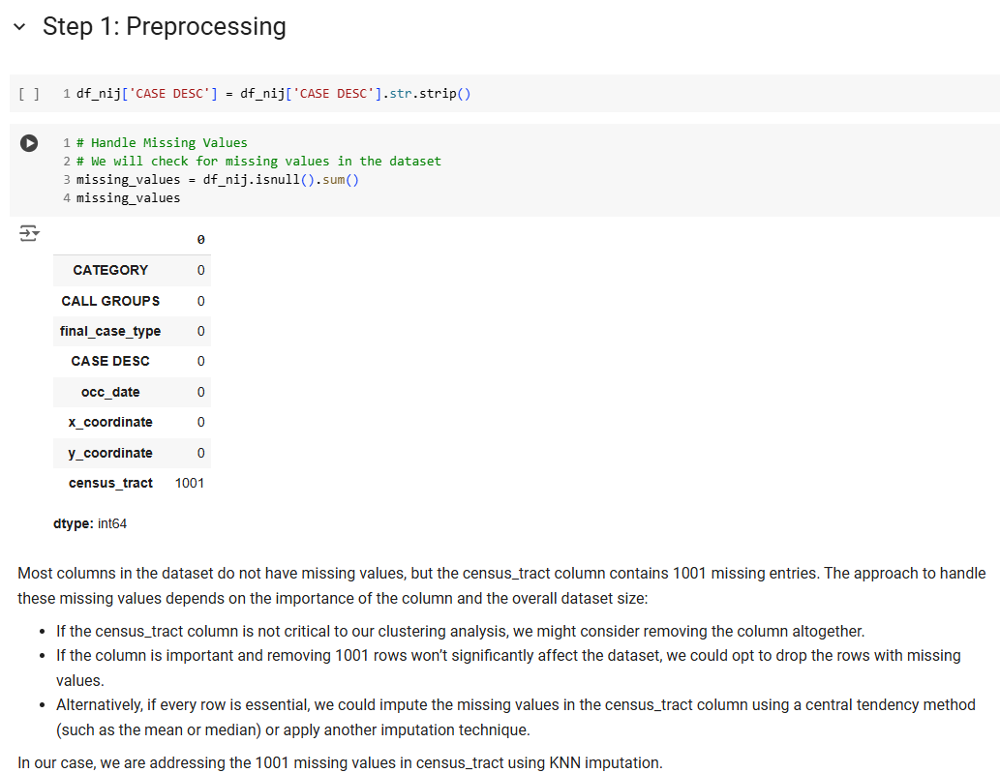 Step 1: Preprocessing
[ ] 1 df_nij['CASE DESC'] = df_nij['CASE DESC'].str.strip()
1 # Handle Missing Values
2 # We will check for missing values in the dataset
3 missing_values = df_nij.isnull().sum()
4 missing_values
0
CATEGORY 0
CALL GROUPS 0
final_case_type 0
CASE DESC 0
occ_date 0
x_coordinate 0
y_coordinate 0
census_tract 1001
dtype: int64
Most columns in the dataset do not have missing values, but the census_tract column contains 1001 missing entries. The approach to handle
these missing values depends on the importance of the column and the overall dataset size:
• If the census_tract column is not critical to our clustering analysis, we might consider removing the column altogether.
• If the column is important and removing 1001 rows won't significantly affect the dataset, we could opt to drop the rows with missing
values.
• Alternatively, if every row is essential, we could impute the missing values in the census_tract column using a central tendency method
(such as the mean or median) or apply another imputation technique.
In our case, we are addressing the 1001 missing values in census_tract using KNN imputation.